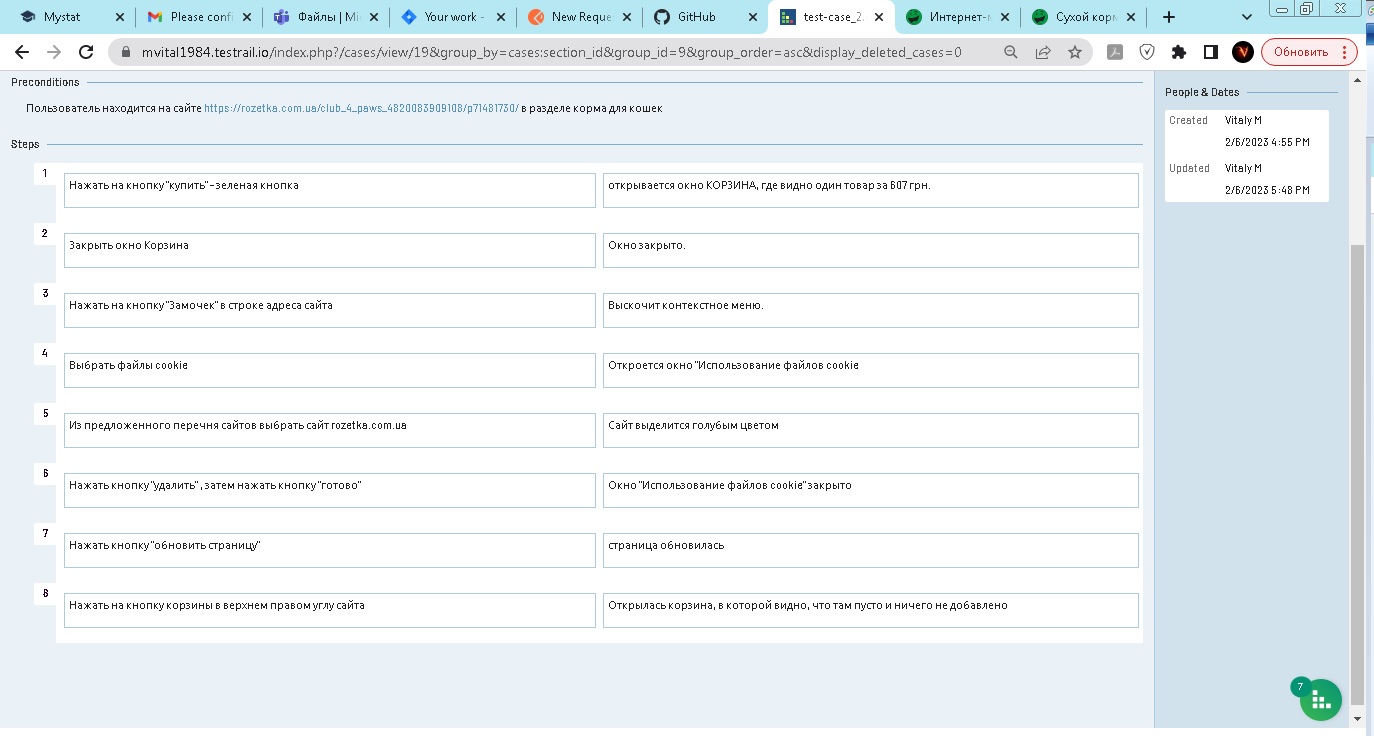 Mystat
Please confi
Файлы | Mi
Your work -
New Reque
GitHub
test-case_2.
Интернет-м
Сухой корм
mvital1984.testrail.io/index.php?/cases/view/19&group_by=cases:section_id&group_id=9&group_order=asc&display_deleted_cases=0
Обновить
Preconditions
Пользователь находится на сайте https://rozetka.com.ua/club_4_paws_4820083909108/p71481730/ в разделе корма для кошек
Steps
1
Нажать на кнопку "купить" - зеленая кнопка
открывается окно КОРЗИНА, где видно один товар за 607 грн.
2
Закрыть окно Корзина
Окно закрыто.
3
Нажать на кнопку "Замочек" в строке адреса сайта
Выскочит контекстное меню.
4
Выбрать файлы cookie
Откроется окно "Использование файлов cookie
5
Из предложенного перечня сайтов выбрать сайт rozetka.com.ua
Сайт выделится голубым цветом
6
Нажать кнопку "удалить" , затем нажать кнопку "готово"
Окно "Использование файлов cookie" закрыто
7
Нажать кнопку "обновить страницу"
страница обновилась
8
Нажать на кнопку корзины в верхнем правом углу сайта
Открылась корзина, в которой видно, что там пусто и ничего не добавлено
People & Dates
Created Vitaly M
2/6/2023 4:55 PM
Updated Vitaly M
2/6/2023 5:48 PM
7